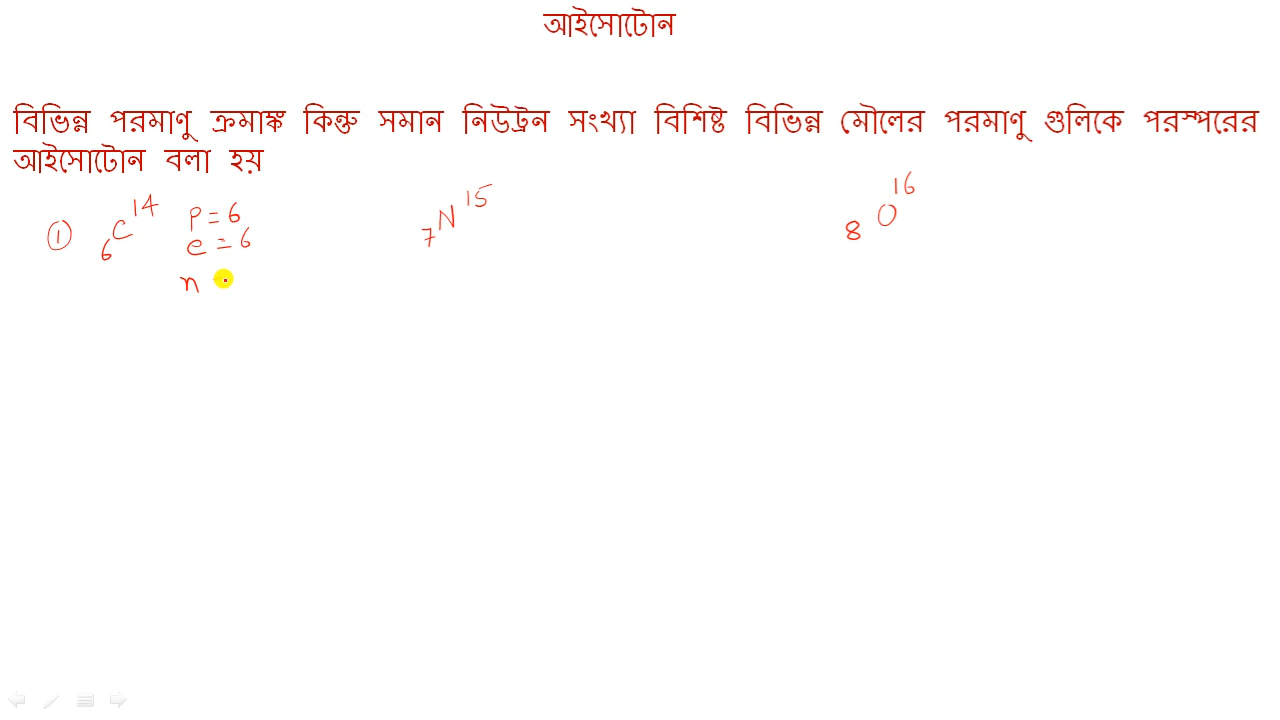 আইসোটোন
বিভিন্ন পরমাণু ক্রমাঙ্ক কিন্তু সমান নিউট্রন সংখ্যা বিশিষ্ট বিভিন্ন মৌলের পরমাণু গুলিকে পরস্পরের
আইসোটোন বলা হয়
① ₆C¹⁴ P = 6 ₇N¹⁵ ₈O¹⁶
e = 6
n